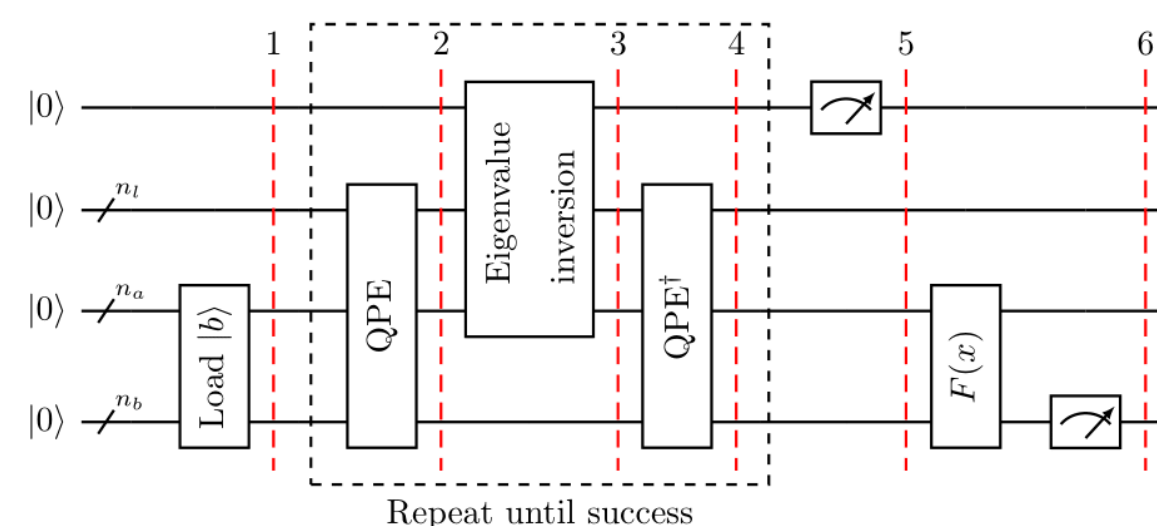 1 2 3 4 5 6
|0⟩
|0⟩ n_l
|0⟩ n_a
|0⟩ n_b
Load |b⟩
QPE
Eigenvalue
inversion
QPE†
F(x)
Repeat until success